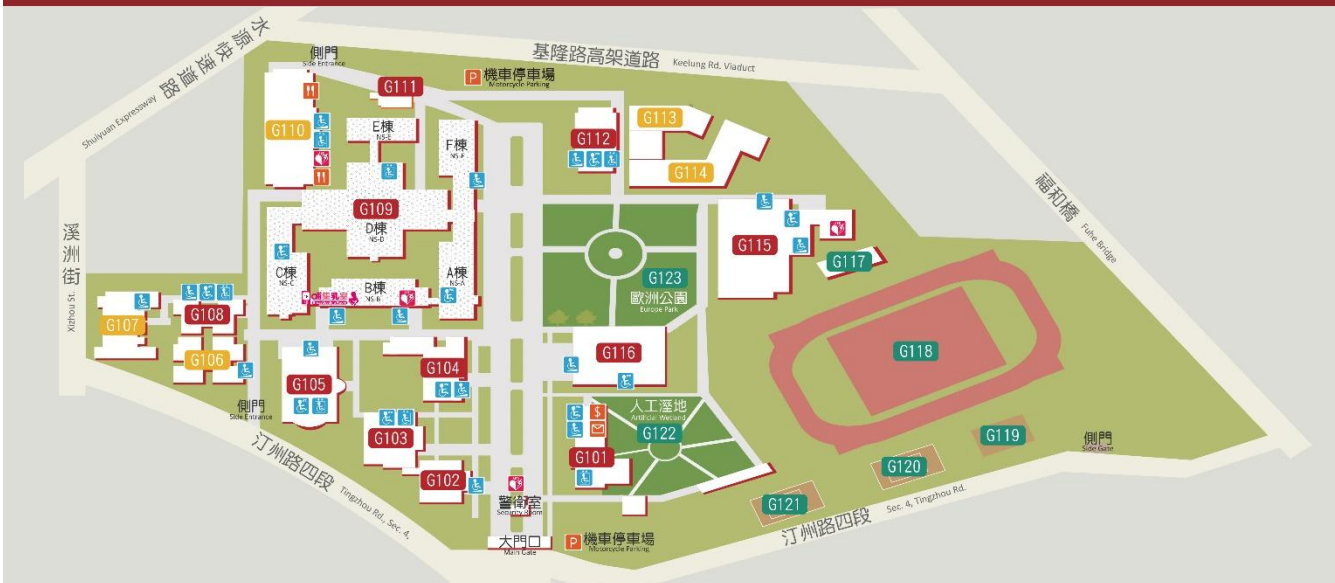 水源快速道路
Shuiyuan Expressway
基隆路高架道路 Keelung Rd. Viaduct
側門
Side Entrance
P 機車停車場
Motorcycle Parking
G111
G110
E棟
NS-E
F棟
NS-F
G112
G113
G114
福和橋 Fuhe Bridge
G109
D棟
NS-D
G115
G117
溪洲街
Xizhou St.
C棟
NS-C
B棟
NS-B
A棟
NS-A
G123
歐洲公園
Europe Park
G107
G108
G106
G105
G104
G116
G118
側門
Side Entrance
G103
G102
$
人工溼地
Artificial Wetland
G122
G101
G119
G120
G121
側門
Side Gate
汀州路四段 Tingzhou Rd., Sec. 4,
警衛室
Security Room
大門口
Main Gate
P 機車停車場
Motorcycle Parking
汀州路四段 Sec. 4, Tingzhou Rd.